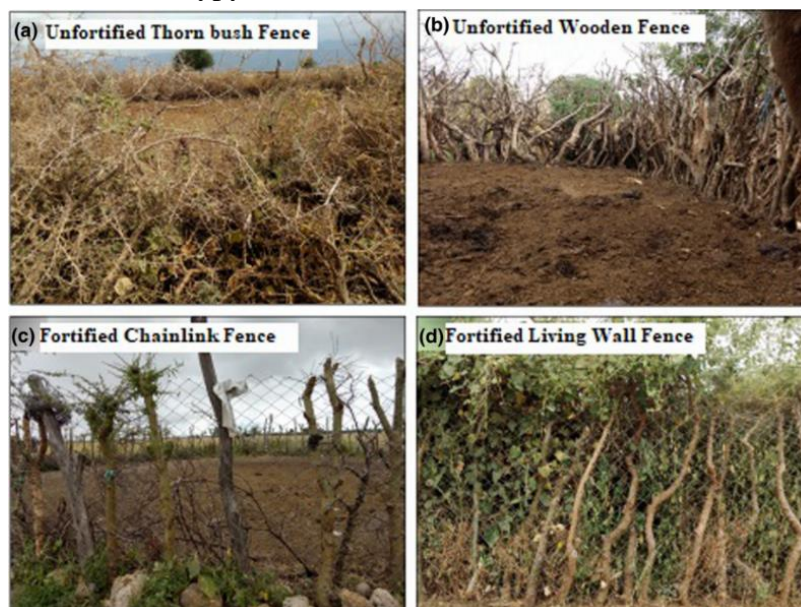 (a) Unfortified Thorn bush Fence
(b) Unfortified Wooden Fence
(c) Fortified Chainlink Fence
(d) Fortified Living Wall Fence